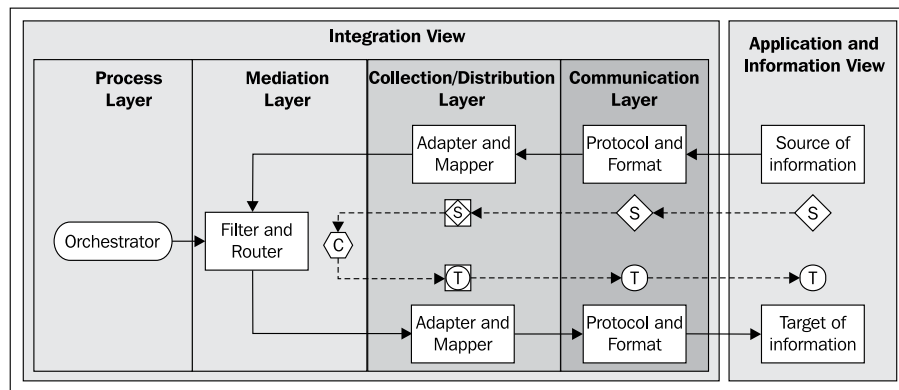 Integration View
Application and
Information View
Process
Layer
Mediation
Layer
Collection/Distribution
Layer
Communication
Layer
Adapter and
Mapper
Protocol and
Format
Source of
information
S
S
S
Orchestrator
Filter and
Router
C
T
T
T
Adapter and
Mapper
Protocol and
Format
Target of
information